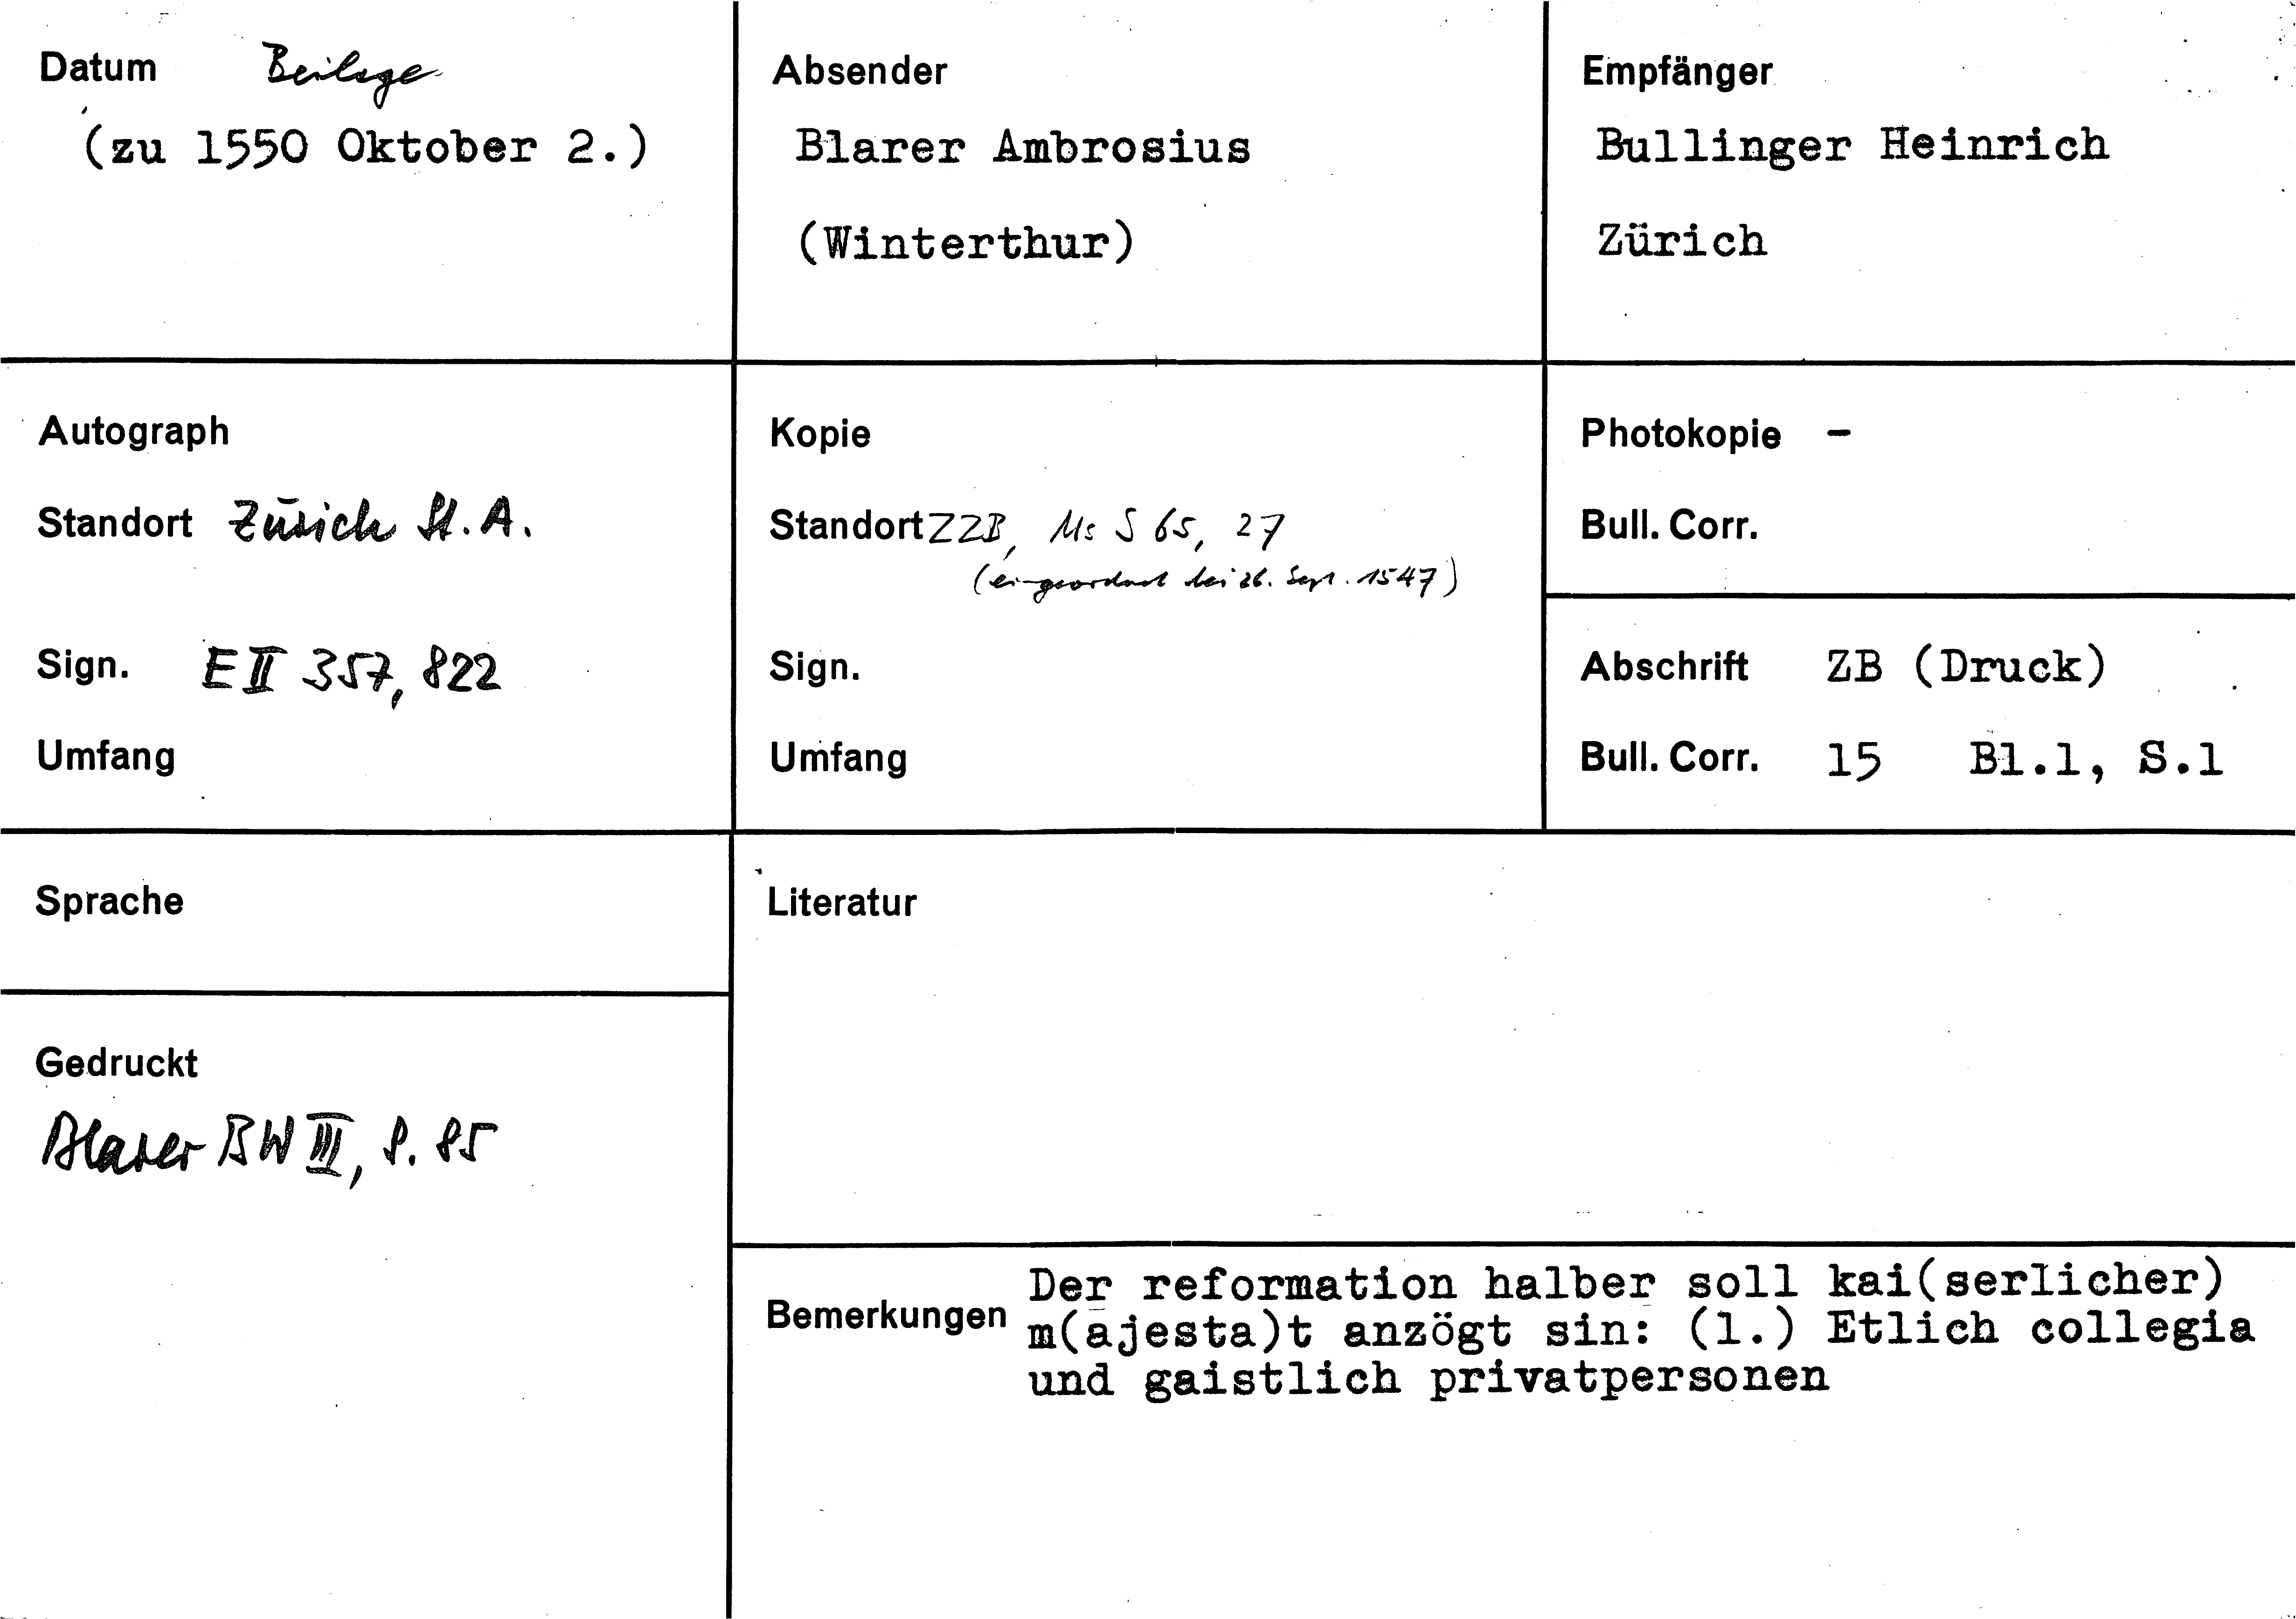 Datum Beilage
(zu 1550 Oktober 2.)
Absender
Blarer Ambrosius
(Winterthur)
Empfänger
Bullinger Heinrich
Zürich
Autograph
Standort Zürich St. A.
Sign. E II 357, 822
Umfang
Kopie
Standort ZZB, Ms S 65, 27
(eingeordnet bei 26. Sept. 1547)
Sign.
Umfang
Photokopie -
Bull. Corr.
Abschrift ZB (Druck)
Bull. Corr. 15 Bl.1, S.1
Sprache
Gedruckt
Blarer BW III, S. 85
Literatur
Bemerkungen
Der reformation halber soll kai(serlicher)
m(ajesta)t anzögt sin: (1.) Etlich collegia
und gaistlich privatpersonen